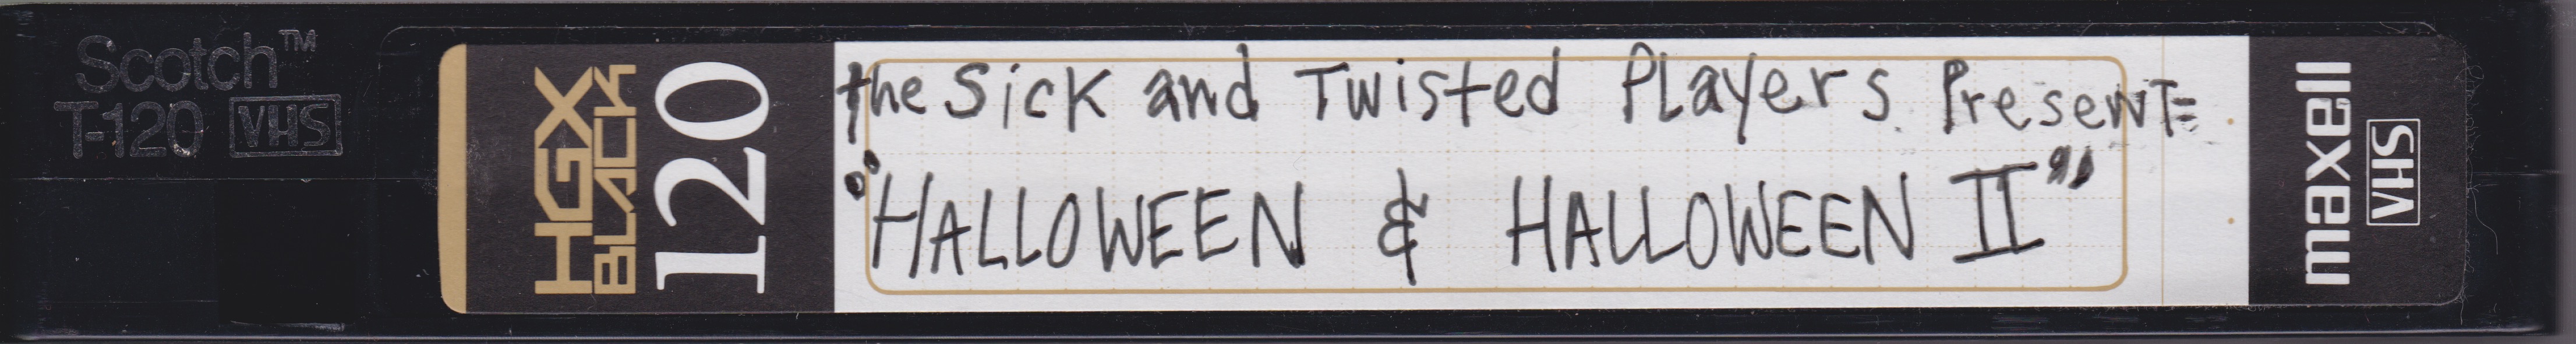 Scotch™
T-120 VHS
HGX
BLACK
120
the Sick and Twisted PLayers Present:
"HALLOWEEN & HALLOWEEN II"
maxell
VHS